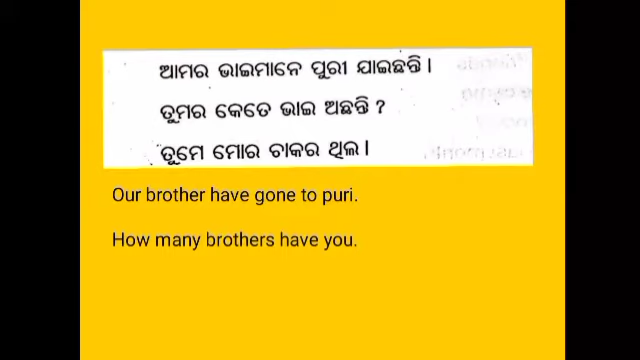 ଆମର ଭାଇମାନେ ପୁରୀ ଯାଇଛନ୍ତି ।
ତୁମର କେତେ ଭାଇ ଅଛନ୍ତି ?
ତୁମେ ମୋର ଚାକର ଥିଲ ।
Our brother have gone to puri.
How many brothers have you.